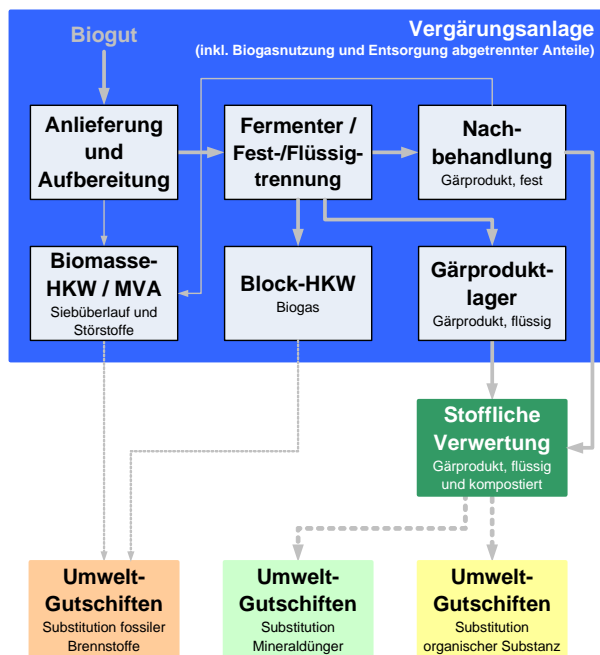 Vergärungsanlage
(inkl. Biogasnutzung und Entsorgung abgetrennter Anteile)
Biogut
Anlieferung
und
Aufbereitung
Fermenter /
Fest-/Flüssig-
trennung
Nach-
behandlung
Gärprodukt, fest
Biomasse-
HKW / MVA
Siebüberlauf und
Störstoffe
Block-HKW
Biogas
Gärprodukt-
lager
Gärprodukt, flüssig
Stoffliche
Verwertung
Gärprodukt, flüssig
und kompostiert
Umwelt-
Gutschiften
Substitution fossiler
Brennstoffe
Umwelt-
Gutschiften
Substitution
Mineraldünger
Umwelt-
Gutschiften
Substitution
organischer Substanz